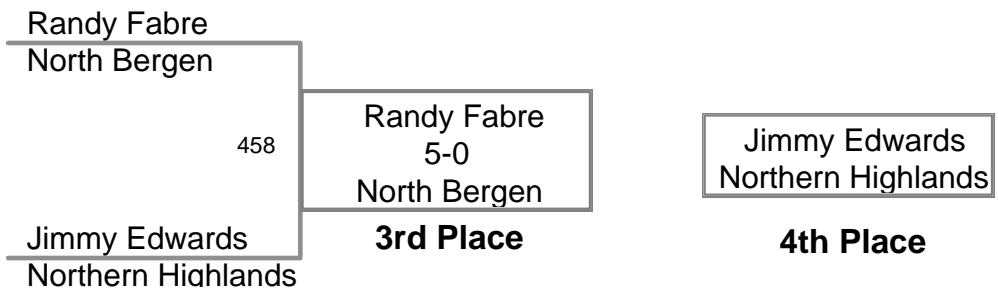 Randy Fabre
North Bergen
458
Jimmy Edwards
Northern Highlands
Randy Fabre
5-0
North Bergen
3rd Place
Jimmy Edwards
Northern Highlands
4th Place